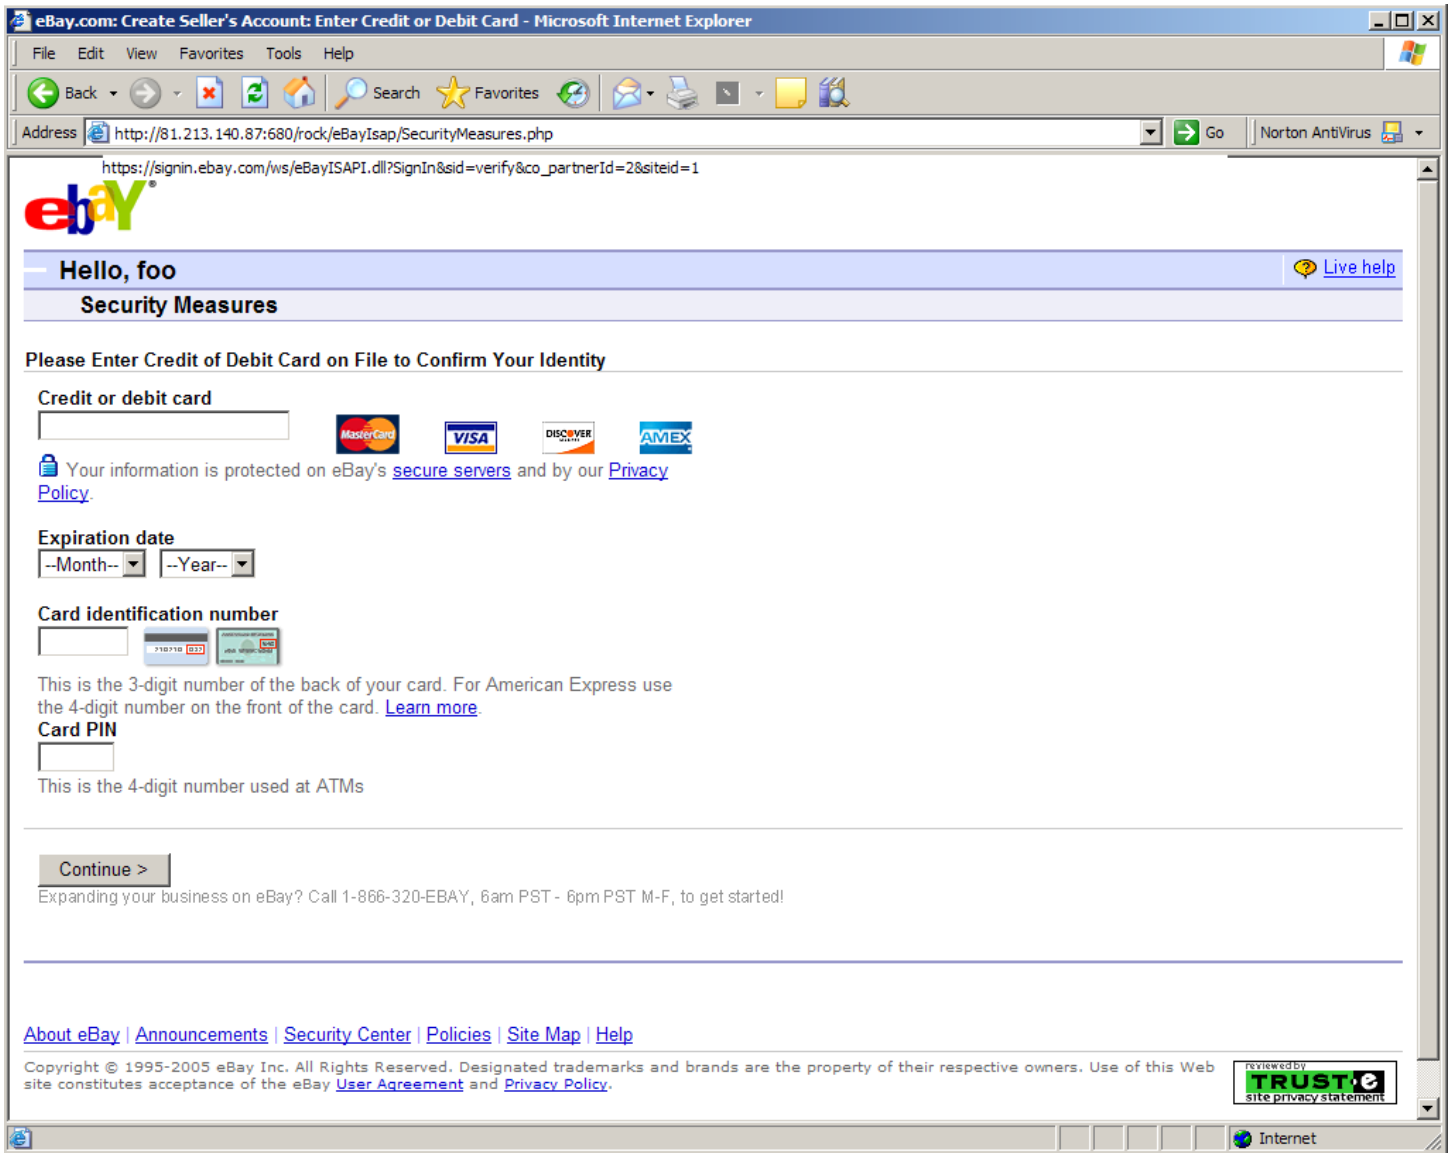 eBay.com: Create Seller's Account: Enter Credit or Debit Card - Microsoft Internet Explorer
File Edit View Favorites Tools Help
Back Search Favorites
Address http://81.213.140.87:680/rock/eBayIsap/SecurityMeasures.php Go Norton AntiVirus
https://signin.ebay.com/ws/eBayISAPI.dll?SignIn&sid=verify&co_partnerId=2&siteid=1
ebaY®
Hello, foo Live help
Security Measures
Please Enter Credit of Debit Card on File to Confirm Your Identity
Credit or debit card
MasterCard VISA DISCOVER AMEX
Your information is protected on eBay's secure servers and by our Privacy
Policy.
Expiration date
--Month-- --Year--
Card identification number
This is the 3-digit number of the back of your card. For American Express use
the 4-digit number on the front of the card. Learn more.
Card PIN
This is the 4-digit number used at ATMs
Continue >
Expanding your business on eBay? Call 1-866-320-EBAY, 6am PST - 6pm PST M-F, to get started!
About eBay | Announcements | Security Center | Policies | Site Map | Help
Copyright © 1995-2005 eBay Inc. All Rights Reserved. Designated trademarks and brands are the property of their respective owners. Use of this Web
site constitutes acceptance of the eBay User Agreement and Privacy Policy.
reviewed by
TRUST·e
site privacy statement
Internet